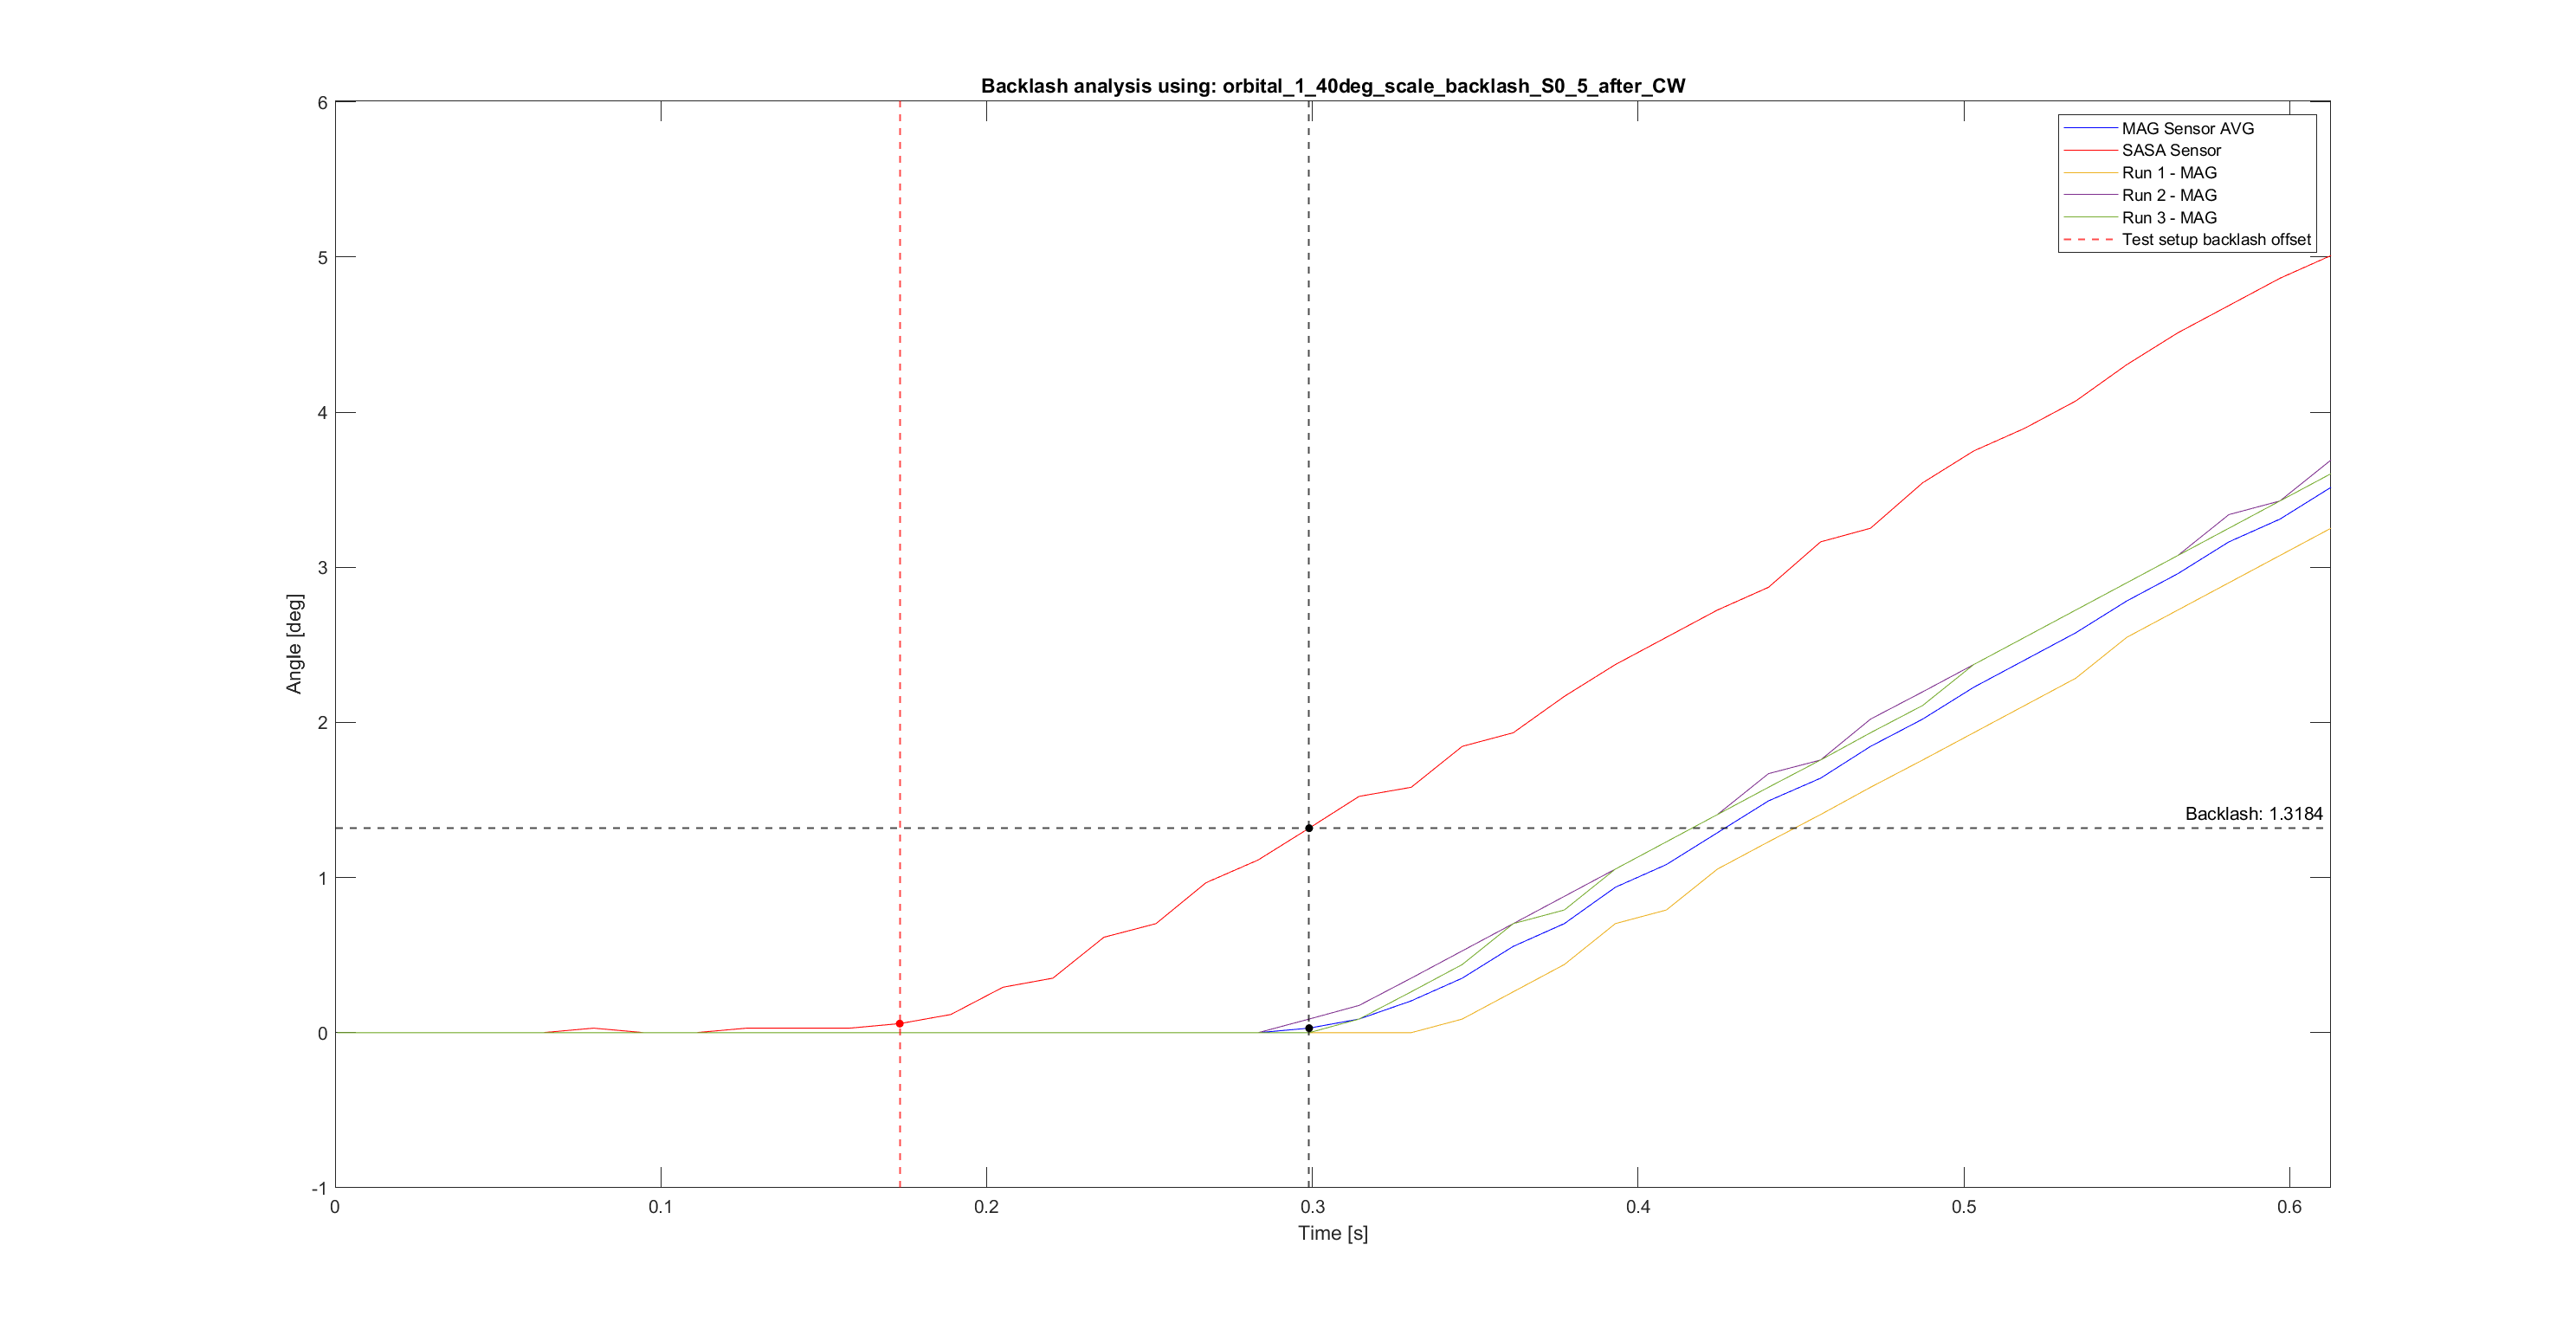 Backlash analysis using: orbital_1_40deg_scale_backlash_S0_5_after_CW
MAG Sensor AVG
SASA Sensor
Run 1 - MAG
Run 2 - MAG
Run 3 - MAG
Test setup backlash offset
6
5
4
3
2
1
0
-1
Angle [deg]
Backlash: 1.3184
0
0.1
0.2
0.3
0.4
0.5
0.6
Time [s]